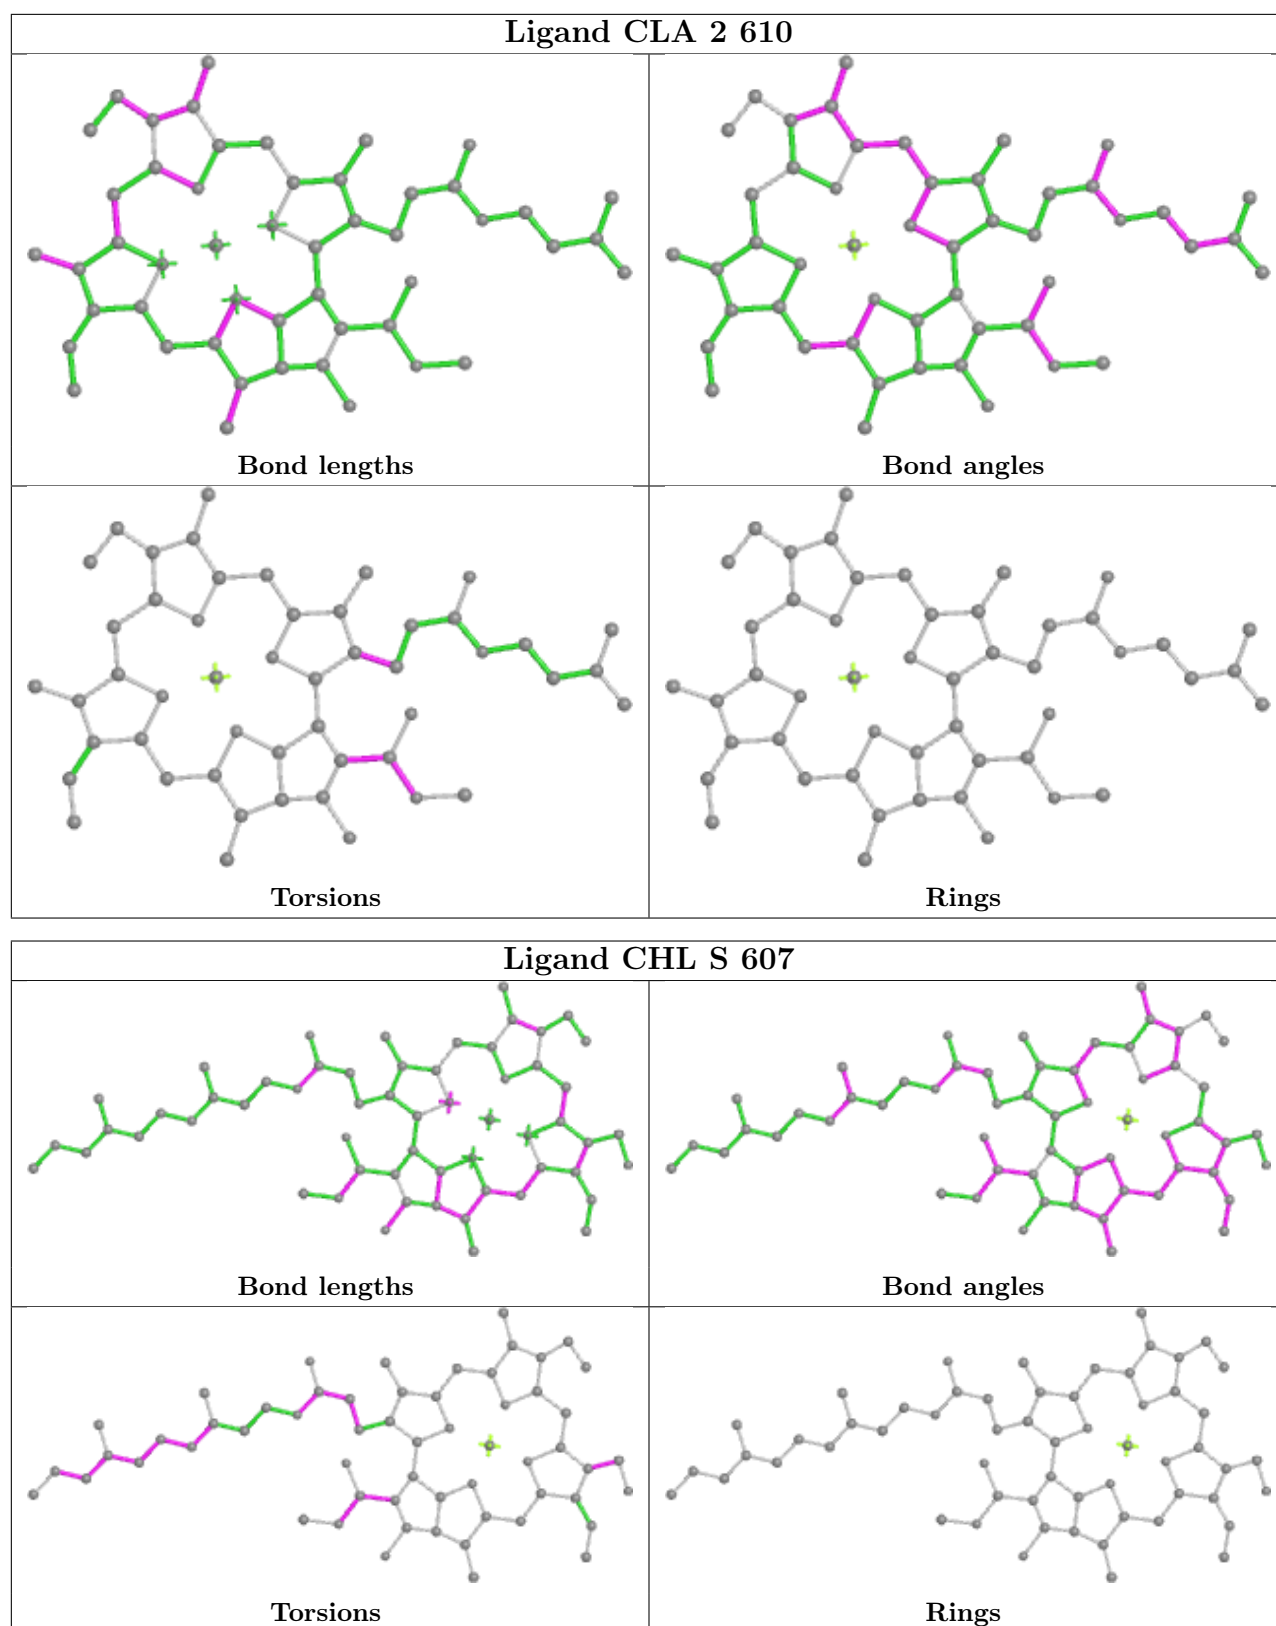 Ligand CLA 2 610
Bond lengths
Bond angles
Torsions
Rings
Ligand CHL S 607
Bond lengths
Bond angles
Torsions
Rings